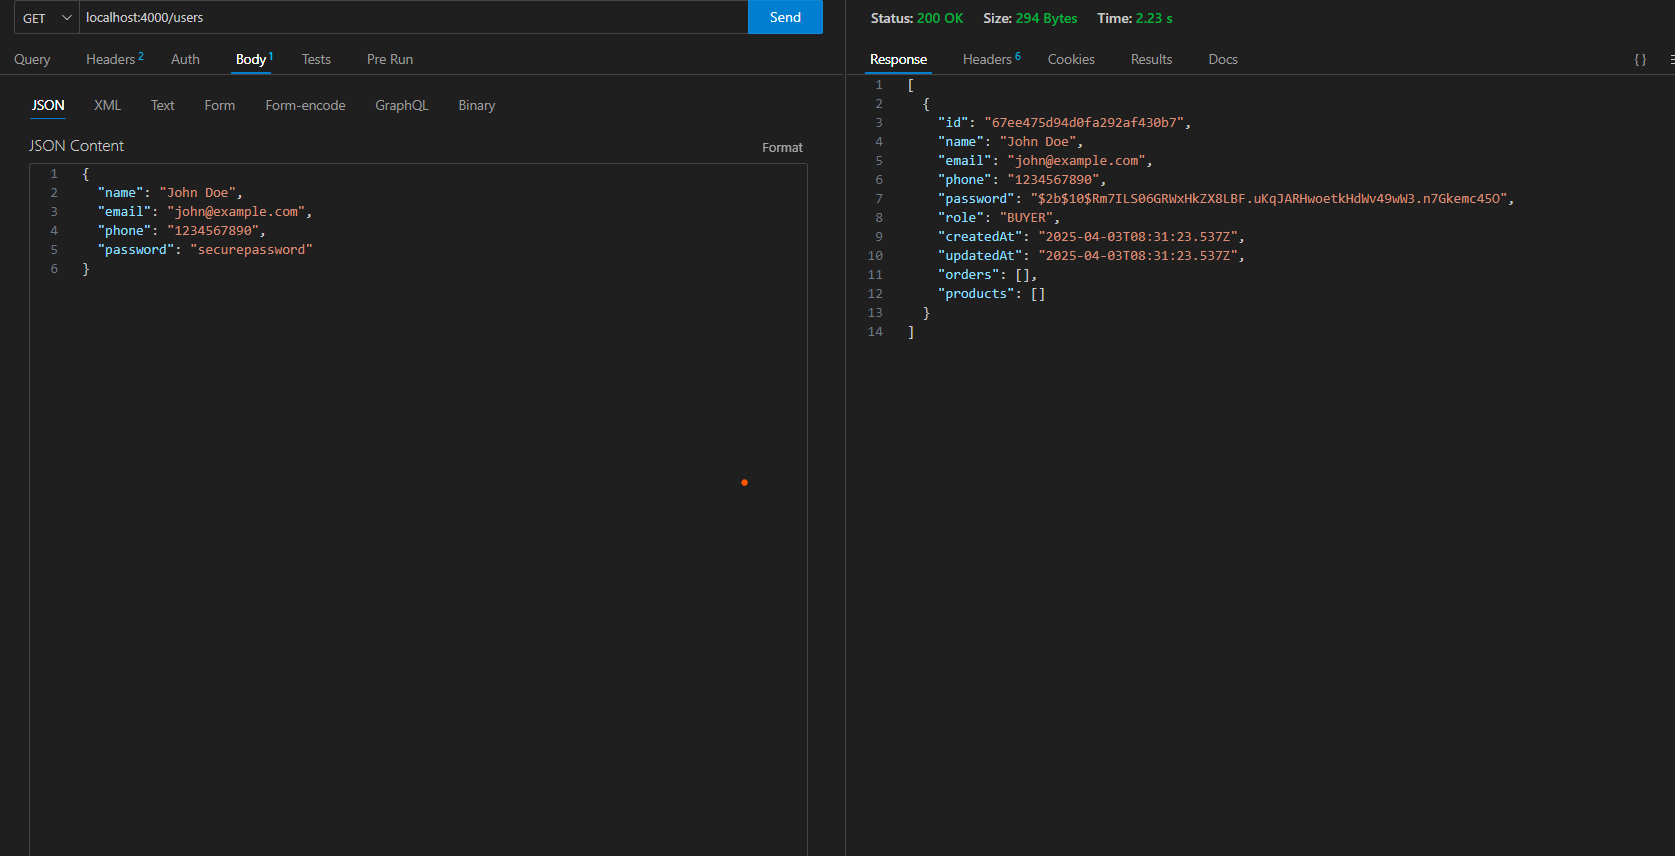 GET localhost:4000/users Send
Query Headers 2 Auth Body 1 Tests Pre Run
JSON XML Text Form Form-encode GraphQL Binary
JSON Content Format
1 {
2 "name": "John Doe",
3 "email": "john@example.com",
4 "phone": "1234567890",
5 "password": "securepassword"
6 }
Status: 200 OK Size: 294 Bytes Time: 2.23 s
Response Headers 6 Cookies Results Docs { }
1 [
2 {
3 "id": "67ee475d94d0fa292af430b7",
4 "name": "John Doe",
5 "email": "john@example.com",
6 "phone": "1234567890",
7 "password": "$2b$10$Rm7ILS06GRWxHkZX8LBF.uKqJARHwoetkHdWv49wW3.n7Gkemc45O",
8 "role": "BUYER",
9 "createdAt": "2025-04-03T08:31:23.537Z",
10 "updatedAt": "2025-04-03T08:31:23.537Z",
11 "orders": [],
12 "products": []
13 }
14 ]